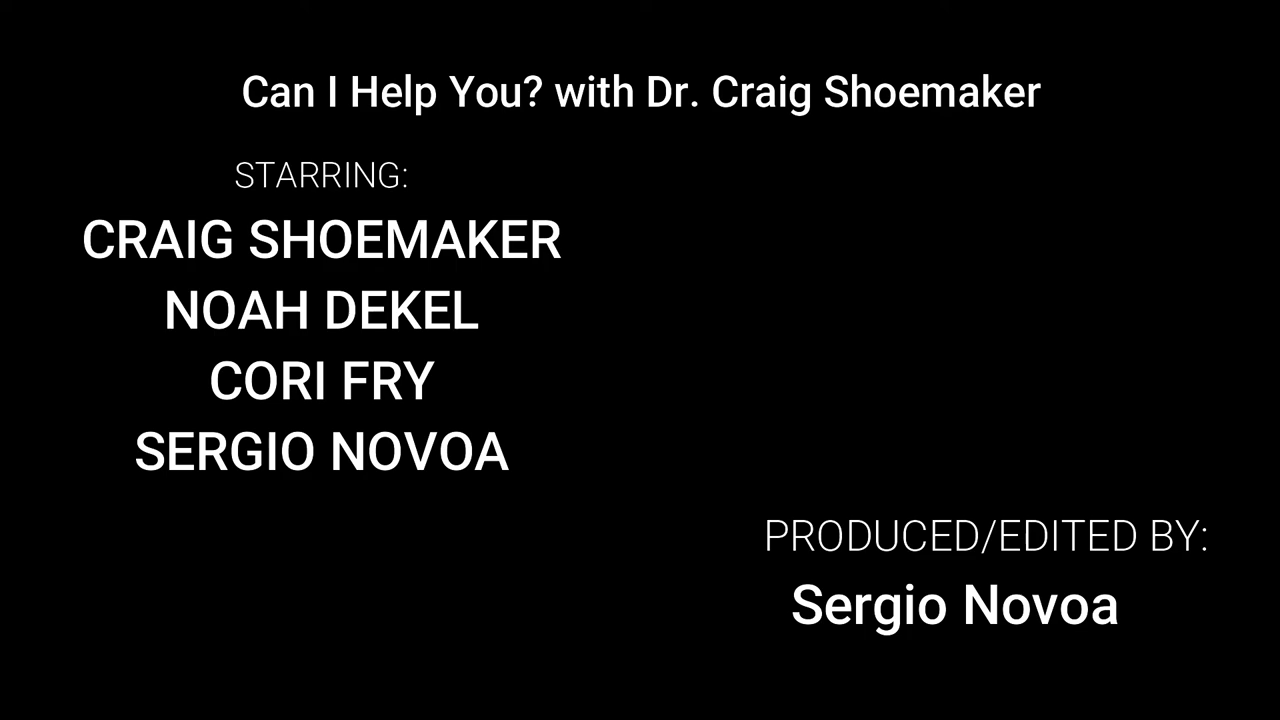 Can I Help You? with Dr. Craig Shoemaker
STARRING:
CRAIG SHOEMAKER
NOAH DEKEL
CORI FRY
SERGIO NOVOA
PRODUCED/EDITED BY:
Sergio Novoa